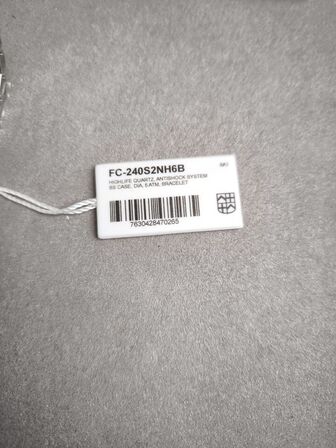 FC-240S2NH6B
HIGHLIFE QUARTZ, ANTISHOCK SYSTEM
SS CASE, DIA, 5 ATM, BRACELET
7630428470265